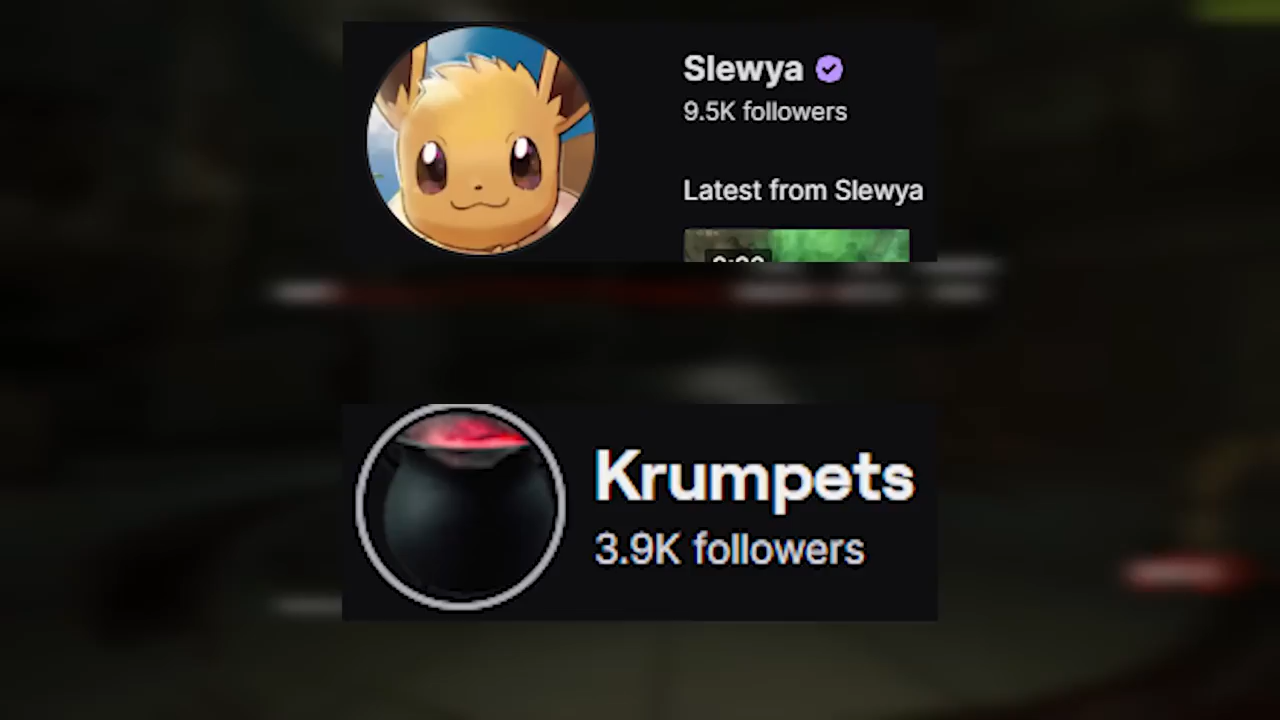 Slewya
9.5K followers
Latest from Slewya
Krumpets
3.9K followers